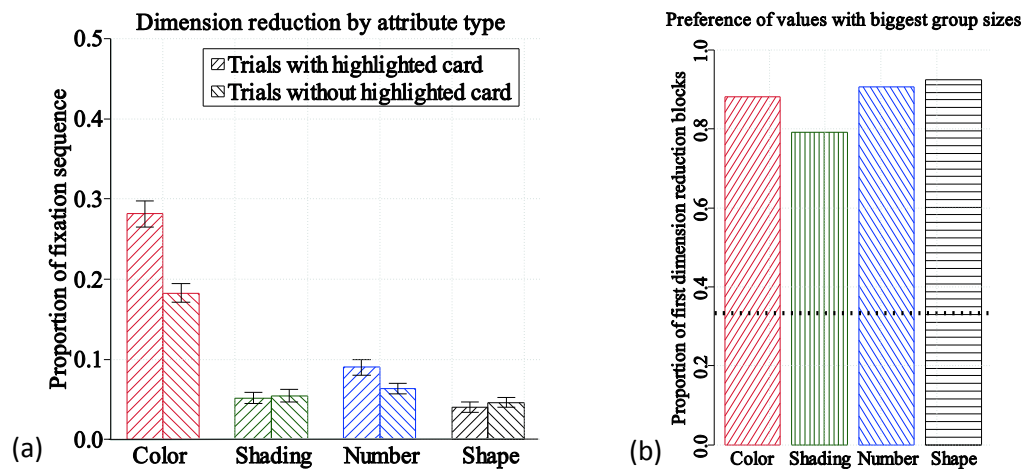 Dimension reduction by attribute type
Proportion of fixation sequence
0.5
0.4
0.3
0.2
0.1
0.0
Trials with highlighted card
Trials without highlighted card
Color Shading Number Shape
(a)
Preference of values with biggest group sizes
Proportion of first dimension reduction blocks
1.0
0.8
0.6
0.4
0.2
0.0
Color Shading Number Shape
(b)